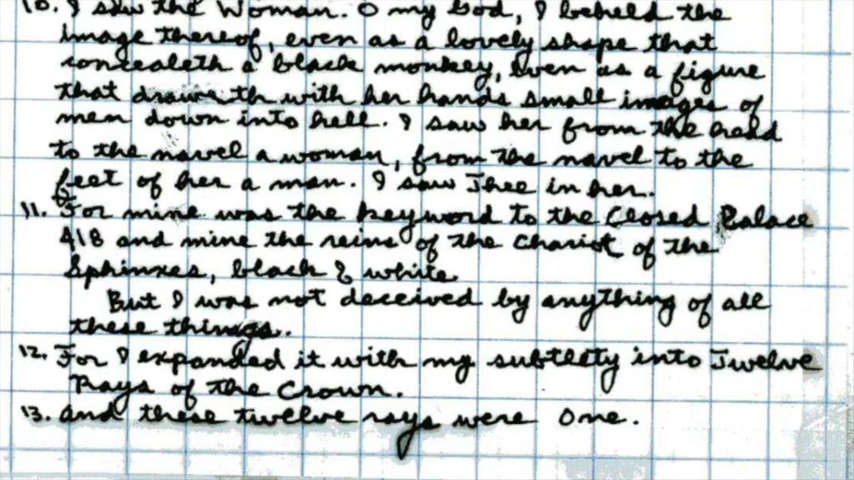 10. I saw the Woman. O my God, I beheld the
image thereof, even as a lovely shape that
concealeth a black monkey, even as a figure
that draweth with her hands small images of
men down into hell. I saw her from the head
to the navel a woman, from the navel to the
feet of her a man. I saw Thee in her.
11. For mine was the keyword to the Closed Palace
418 and mine the reins of the Chariot of the
Sphinxes, black & white.
But I was not deceived by anything of all
these things.
12. For I expanded it with my subtlety into Twelve
Rays of the Crown.
13. And these twelve rays were One.